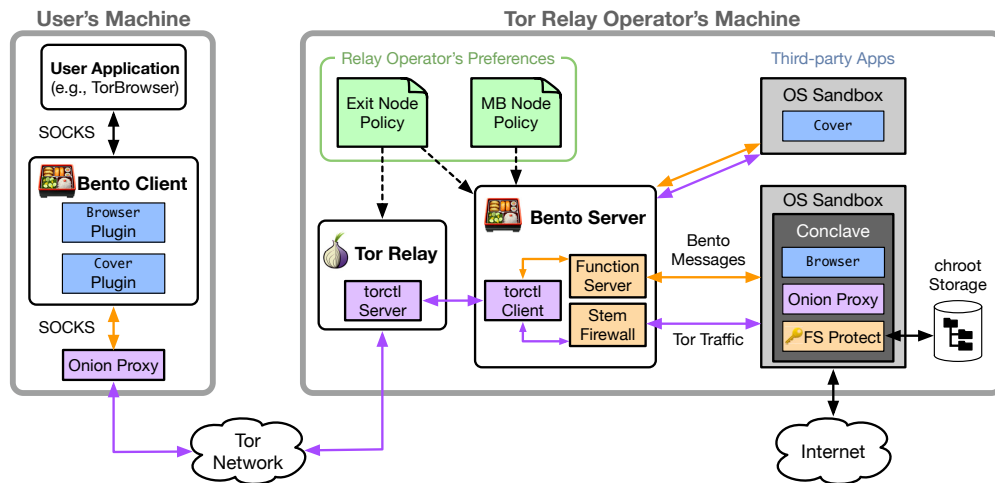 User's Machine
User Application
(e.g., TorBrowser)
SOCKS
Bento Client
Browser
Plugin
Cover
Plugin
SOCKS
Onion Proxy
Tor
Network
Tor Relay Operator's Machine
Relay Operator's Preferences
Exit Node
Policy
MB Node
Policy
Tor Relay
torctl
Server
Bento Server
torctl
Client
Function
Server
Stem
Firewall
Bento
Messages
Tor Traffic
Third-party Apps
OS Sandbox
Cover
OS Sandbox
Conclave
Browser
Onion Proxy
FS Protect
chroot
Storage
Internet